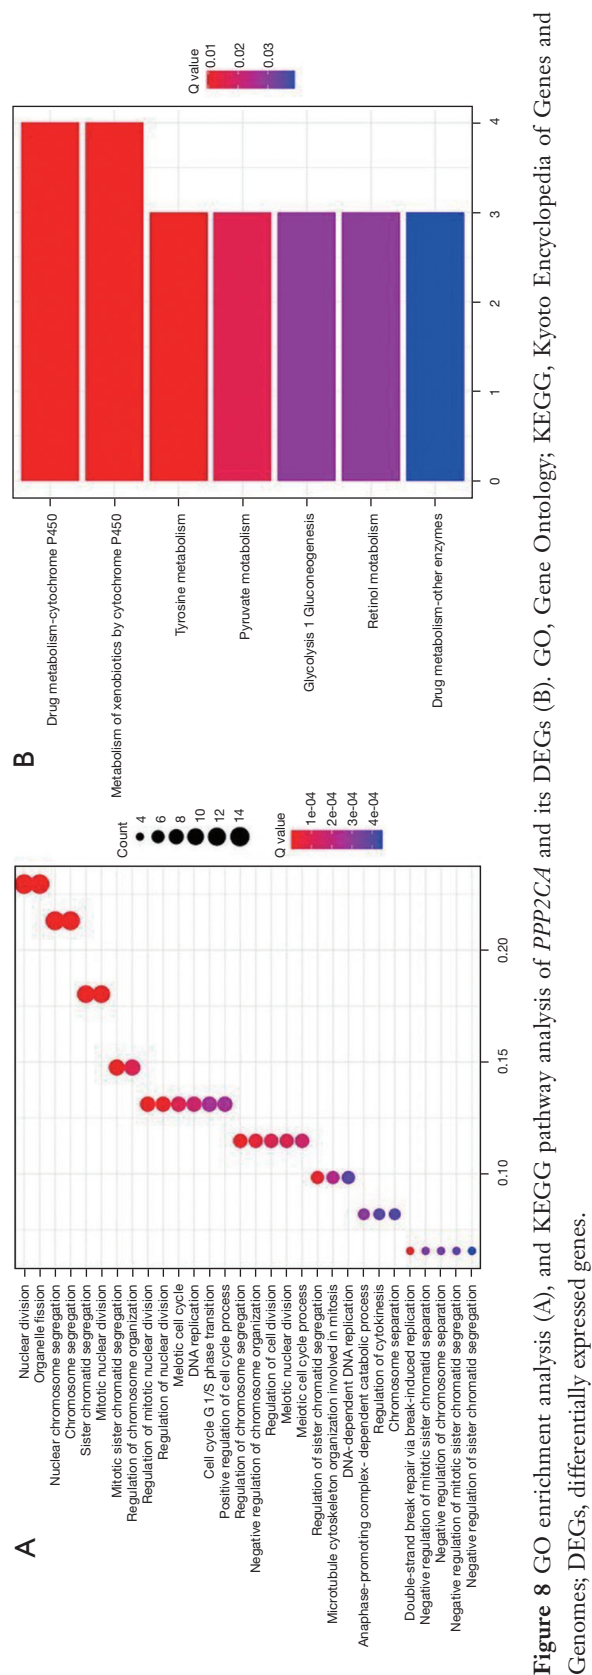 A
Nuclear division
Organelle fission
Nuclear chromosome segregation
Chromosome segregation
Sister chromatid segregation
Mitotic nuclear division
Mitotic sister chromatid segregation
Regulation of chromosome organization
Regulation of mitotic nuclear division
Regulation of nuclear division
Melotic cell cycle
DNA replication
Cell cycle G 1/S phase transition
Positive regulation of cell cycle process
Regulation of chromosome segregation
Negative regulation of chromosome organization
Regulation of cell division
Melotic nuclear division
Meiotic cell cycle process
Regulation of sister chromatid segregation
Microtubule cytoskeleton organization involved in mitosis
DNA-dependent DNA replication
Anaphase-promoting complex- dependent catabolic process
Regulation of cytokinesis
Chromosome separation
Double-strand break repair via break-induced replication
Negative regulation of mitotic sister chromatid separation
Negative regulation of chromosome separation
Negative regulation of mitotic sister chromatid segregation
Negative regulation of sister chromatid segregation
0.10 0.15 0.20
Count
4
6
8
10
12
14
Q value
1e-04
2e-04
3e-04
4e-04
B
Drug metabolism-cytochrome P450
Metabolism of xenobiotics by cytochrome P450
Tyrosine metabolism
Pyruvate motabolism
Glycolysis 1 Gluconeogenesis
Retinol motabolism
Drug metabolism-other enzymes
0 1 2 3 4
Q value
0.01
0.02
0.03
Figure 8 GO enrichment analysis (A), and KEGG pathway analysis of PPP2CA and its DEGs (B). GO, Gene Ontology; KEGG, Kyoto Encyclopedia of Genes and
Genomes; DEGs, differentially expressed genes.